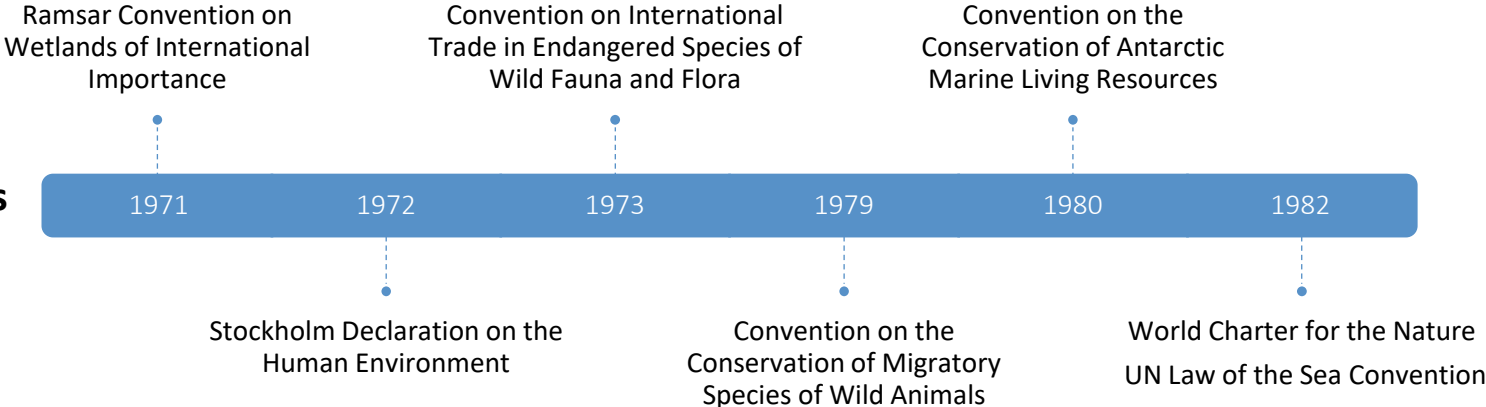 Ramsar Convention on
Wetlands of International
Importance
Convention on International
Trade in Endangered Species of
Wild Fauna and Flora
Convention on the
Conservation of Antarctic
Marine Living Resources
s
1971
1972
1973
1979
1980
1982
Stockholm Declaration on the
Human Environment
Convention on the
Conservation of Migratory
Species of Wild Animals
World Charter for the Nature
UN Law of the Sea Convention